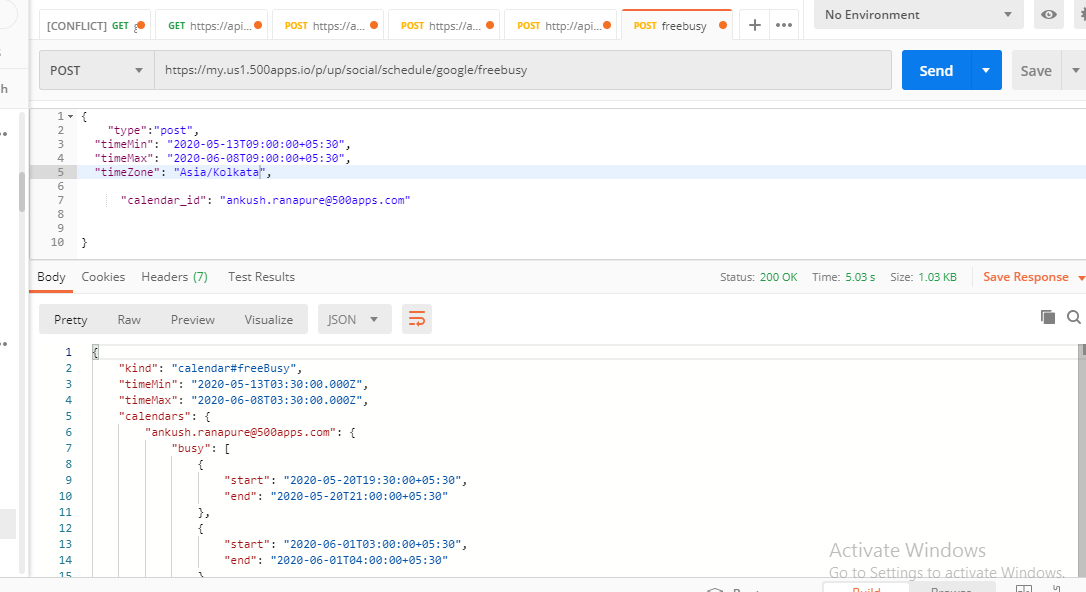 [CONFLICT] GET
GET https://api...
POST https://a...
POST https://a...
POST http://api...
POST freebusy
No Environment
POST
https://my.us1.500apps.io/p/up/social/schedule/google/freebusy
Send
Save
1 {
2 "type":"post",
3 "timeMin": "2020-05-13T09:00:00+05:30",
4 "timeMax": "2020-06-08T09:00:00+05:30",
5 "timeZone": "Asia/Kolkata",
6
7 "calendar_id": "ankush.ranapure@500apps.com"
8
9
10 }
Body Cookies Headers (7) Test Results
Status: 200 OK Time: 5.03 s Size: 1.03 KB Save Response
Pretty Raw Preview Visualize JSON
1 {
2 "kind": "calendar#freeBusy",
3 "timeMin": "2020-05-13T03:30:00.000Z",
4 "timeMax": "2020-06-08T03:30:00.000Z",
5 "calendars": {
6 "ankush.ranapure@500apps.com": {
7 "busy": [
8 {
9 "start": "2020-05-20T19:30:00+05:30",
10 "end": "2020-05-20T21:00:00+05:30"
11 },
12 {
13 "start": "2020-06-01T03:00:00+05:30",
14 "end": "2020-06-01T04:00:00+05:30"
15 }
Activate Windows
Go to Settings to activate Windows.
Build Browse